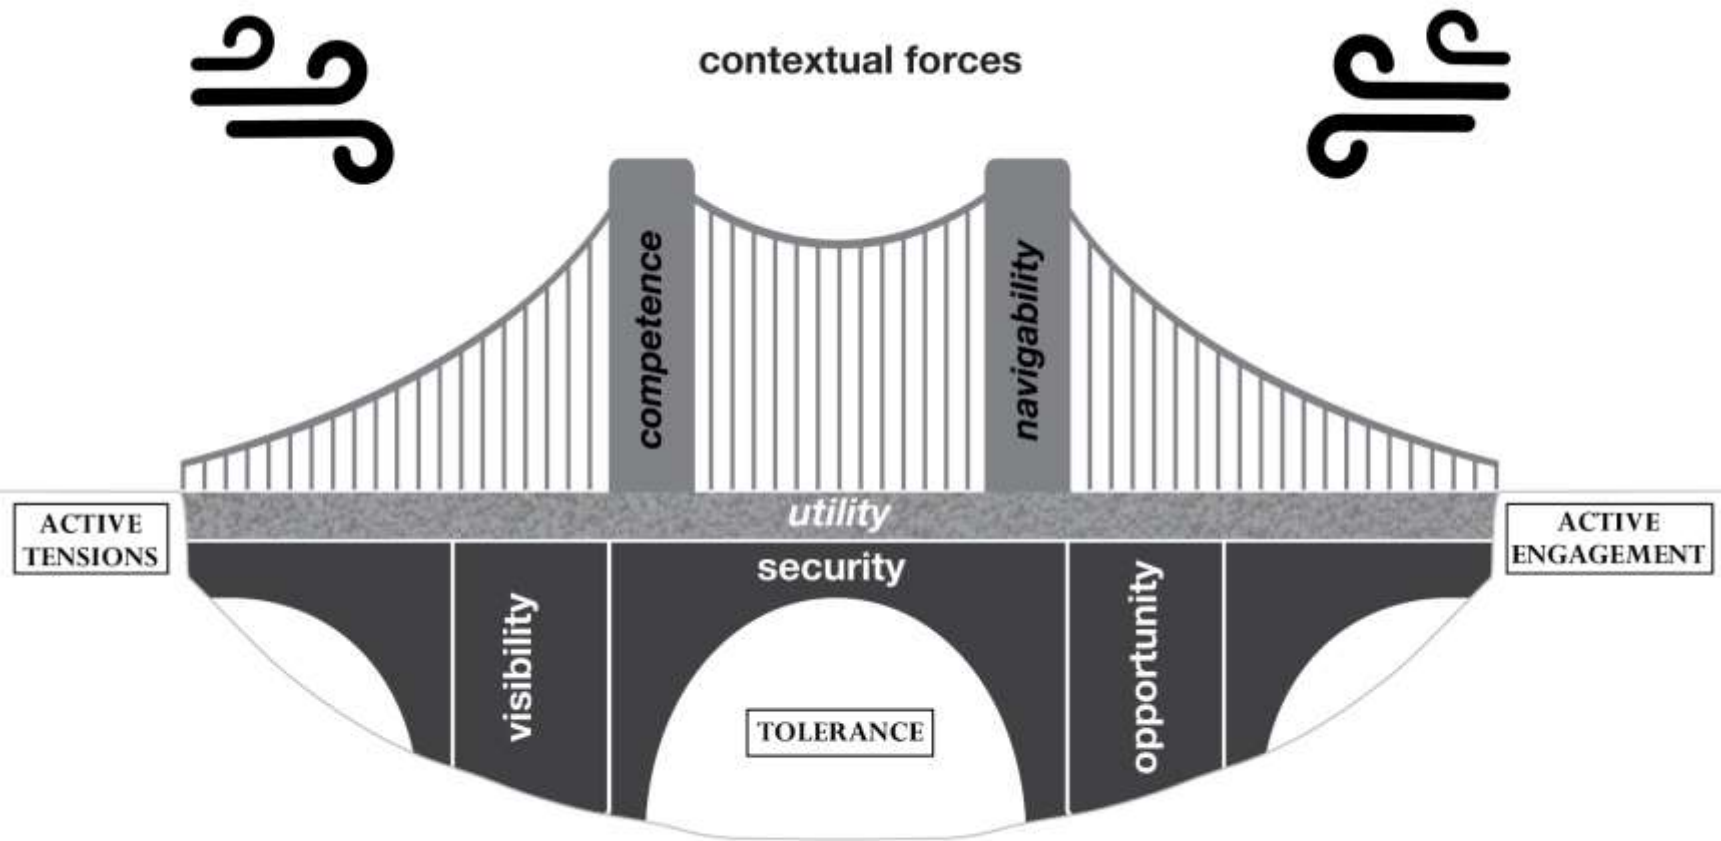 contextual forces
competence
navigability
utility
ACTIVE
TENSIONS
ACTIVE
ENGAGEMENT
security
visibility
opportunity
TOLERANCE